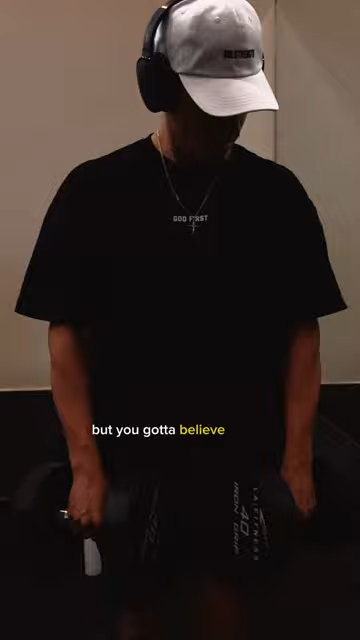 GOD FIRST
but you gotta believe
LA FITNESS
40
IRON GRIP